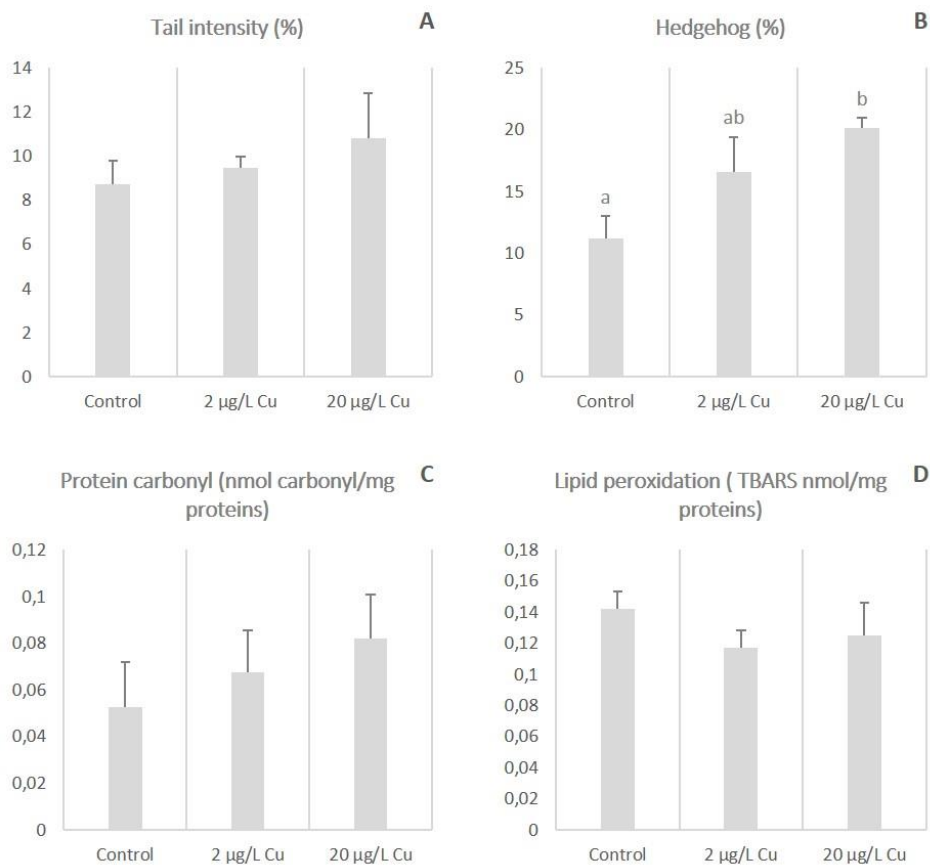 Tail intensity (%) A
14
12
10
8
6
4
2
0
Control 2 µg/L Cu 20 µg/L Cu
Hedgehog (%) B
25
20
15
10
5
0
a
ab
b
Control 2 µg/L Cu 20 µg/L Cu
Protein carbonyl (nmol carbonyl/mg C
proteins)
0,12
0,1
0,08
0,06
0,04
0,02
0
Control 2 µg/L Cu 20 µg/L Cu
Lipid peroxidation ( TBARS nmol/mg D
proteins)
0,18
0,16
0,14
0,12
0,1
0,08
0,06
0,04
0,02
0
Control 2 µg/L Cu 20 µg/L Cu